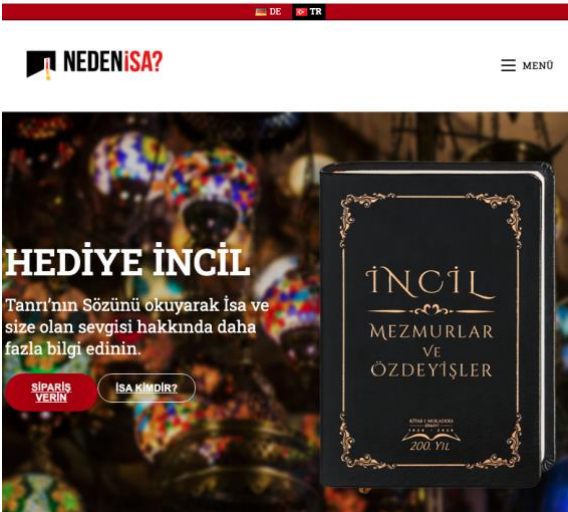 DE TR
NEDENİSA?
MENÜ
HEDİYE İNCİL
Tanrı'nın Sözünü okuyarak İsa ve
size olan sevgisi hakkında daha
fazla bilgi edinin.
SİPARİŞ
VERİN
İSA KİMDİR?
İNCİL
MEZMURLAR
VE
ÖZDEYİŞLER
200. YIL